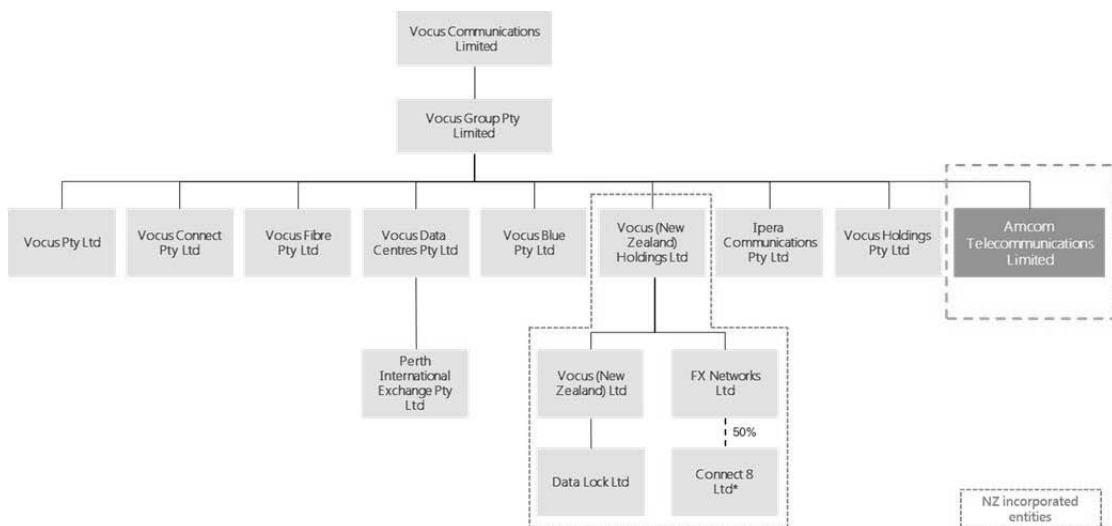 Vocus Communications
Limited
Vocus Group Pty
Limited
Vocus Pty Ltd
Vocus Connect
Pty Ltd
Vocus Fibre
Pty Ltd
Vocus Data
Centres Pty Ltd
Vocus Blue
Pty Ltd
Vocus (New
Zealand)
Holdings Ltd
Ipera
Communications
Pty Ltd
Vocus Holdings
Pty Ltd
Amcom
Telecommunications
Limited
Perth
International
Exchange Pty
Ltd
Vocus (New
Zealand) Ltd
FX Networks
Ltd
50%
Data Lock Ltd
Connect 8
Ltd*
NZ incorporated
entities